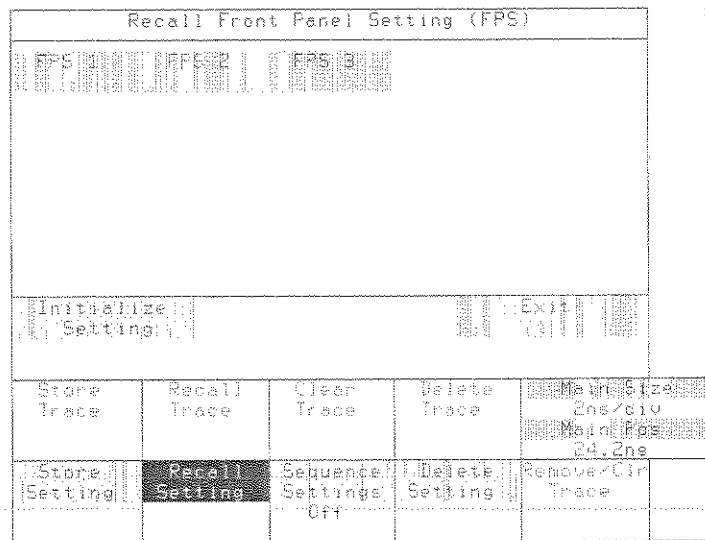 Recall Front Panel Setting (FPS)
FPS 1 FPS 2 FPS 3
Initialize Setting
Exit
Store Trace
Recall Trace
Clear Trace
Delete Trace
Main Size
2ns/div
Main Pos
24.2ns
Store Setting
Recall Setting
Sequence Settings Off
Delete Setting
Remove/Clr Trace